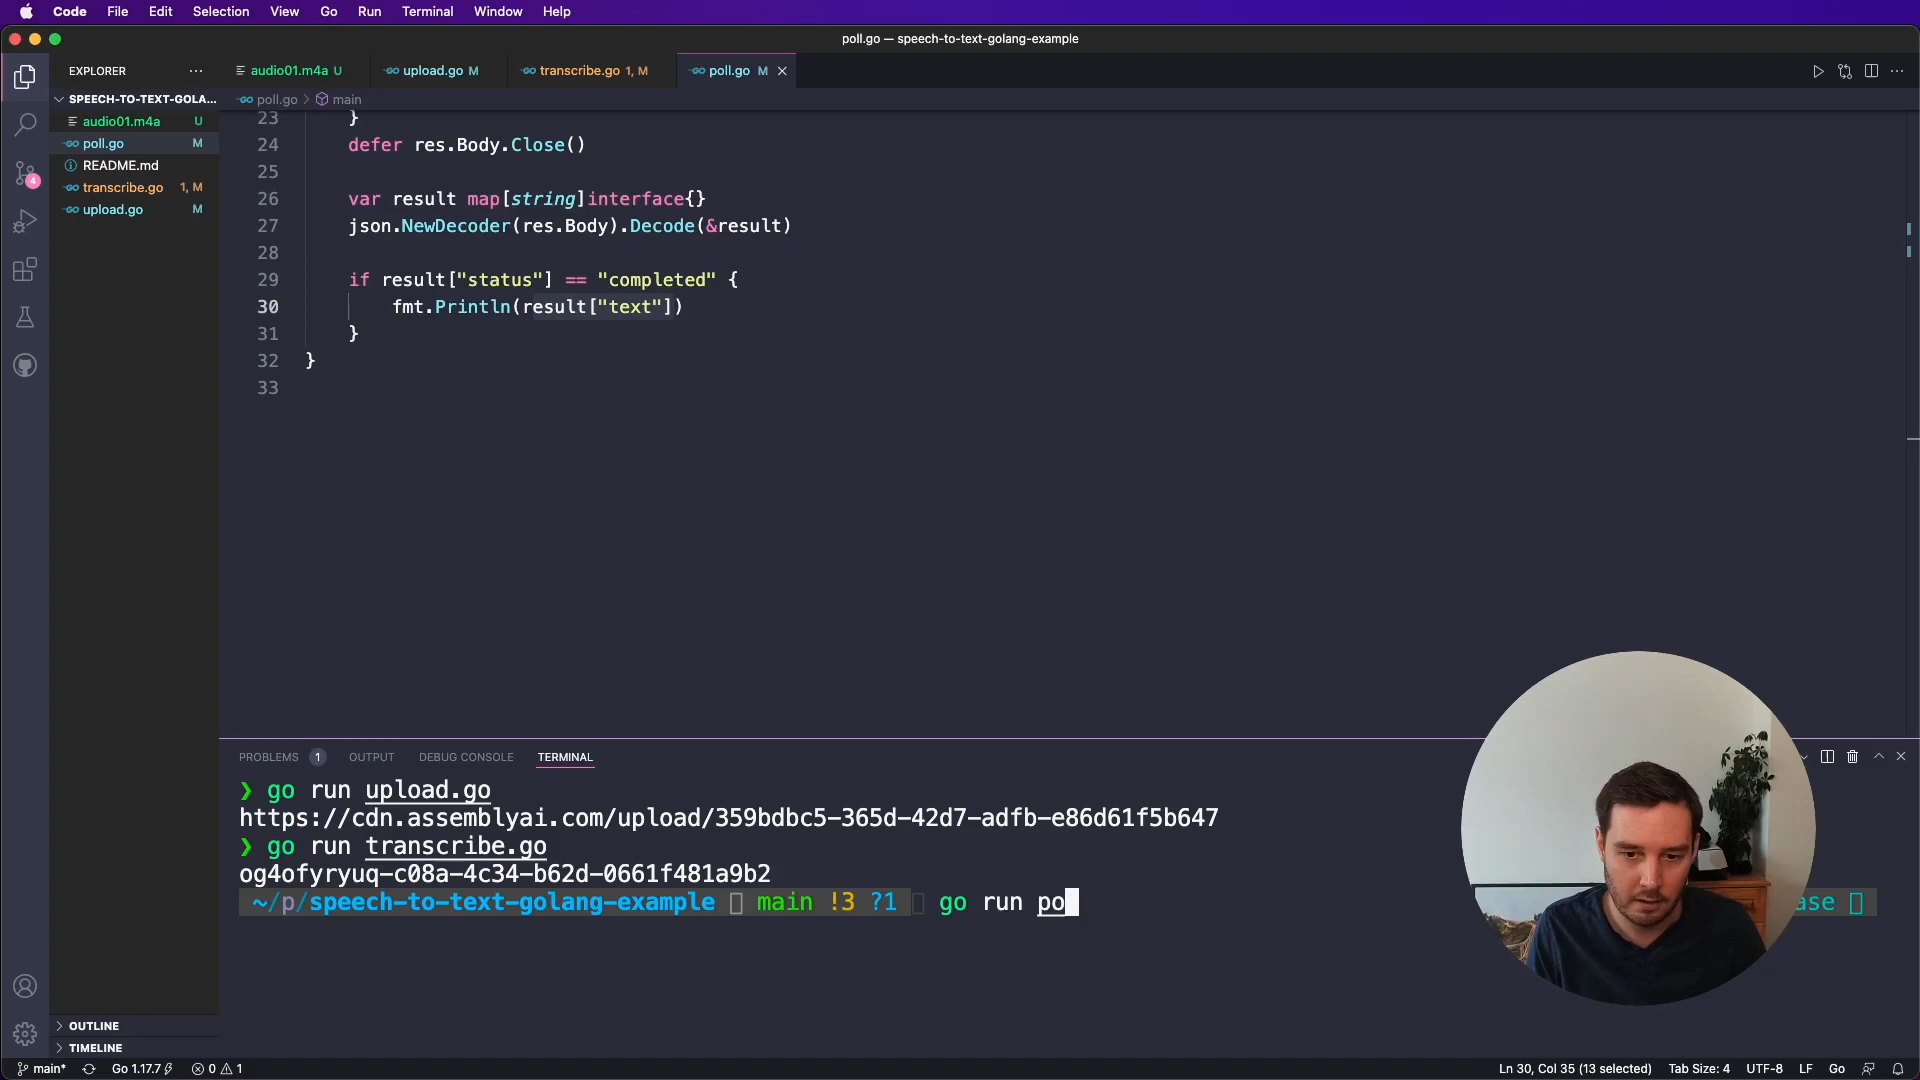 Code File Edit Selection View Go Run Terminal Window Help
poll.go — speech-to-text-golang-example
EXPLORER
audio01.m4a U
upload.go M
transcribe.go 1, M
poll.go M
SPEECH-TO-TEXT-GOLA...
poll.go > main
audio01.m4a U
poll.go M
README.md
transcribe.go 1, M
upload.go M
4
23 }
24 defer res.Body.Close()
25
26 var result map[string]interface{}
27 json.NewDecoder(res.Body).Decode(&result)
28
29 if result["status"] == "completed" {
30 fmt.Println(result["text"])
31 }
32 }
33
PROBLEMS 1 OUTPUT DEBUG CONSOLE TERMINAL
❯ go run upload.go
https://cdn.assemblyai.com/upload/359bdbc5-365d-42d7-adfb-e86d61f5b647
❯ go run transcribe.go
og4ofyryuq-c08a-4c34-b62d-0661f481a9b2
~/p/speech-to-text-golang-example main !3 ?1 go run po
OUTLINE
TIMELINE
main* Go 1.17.7 0 1 Ln 30, Col 35 (13 selected) Tab Size: 4 UTF-8 LF Go